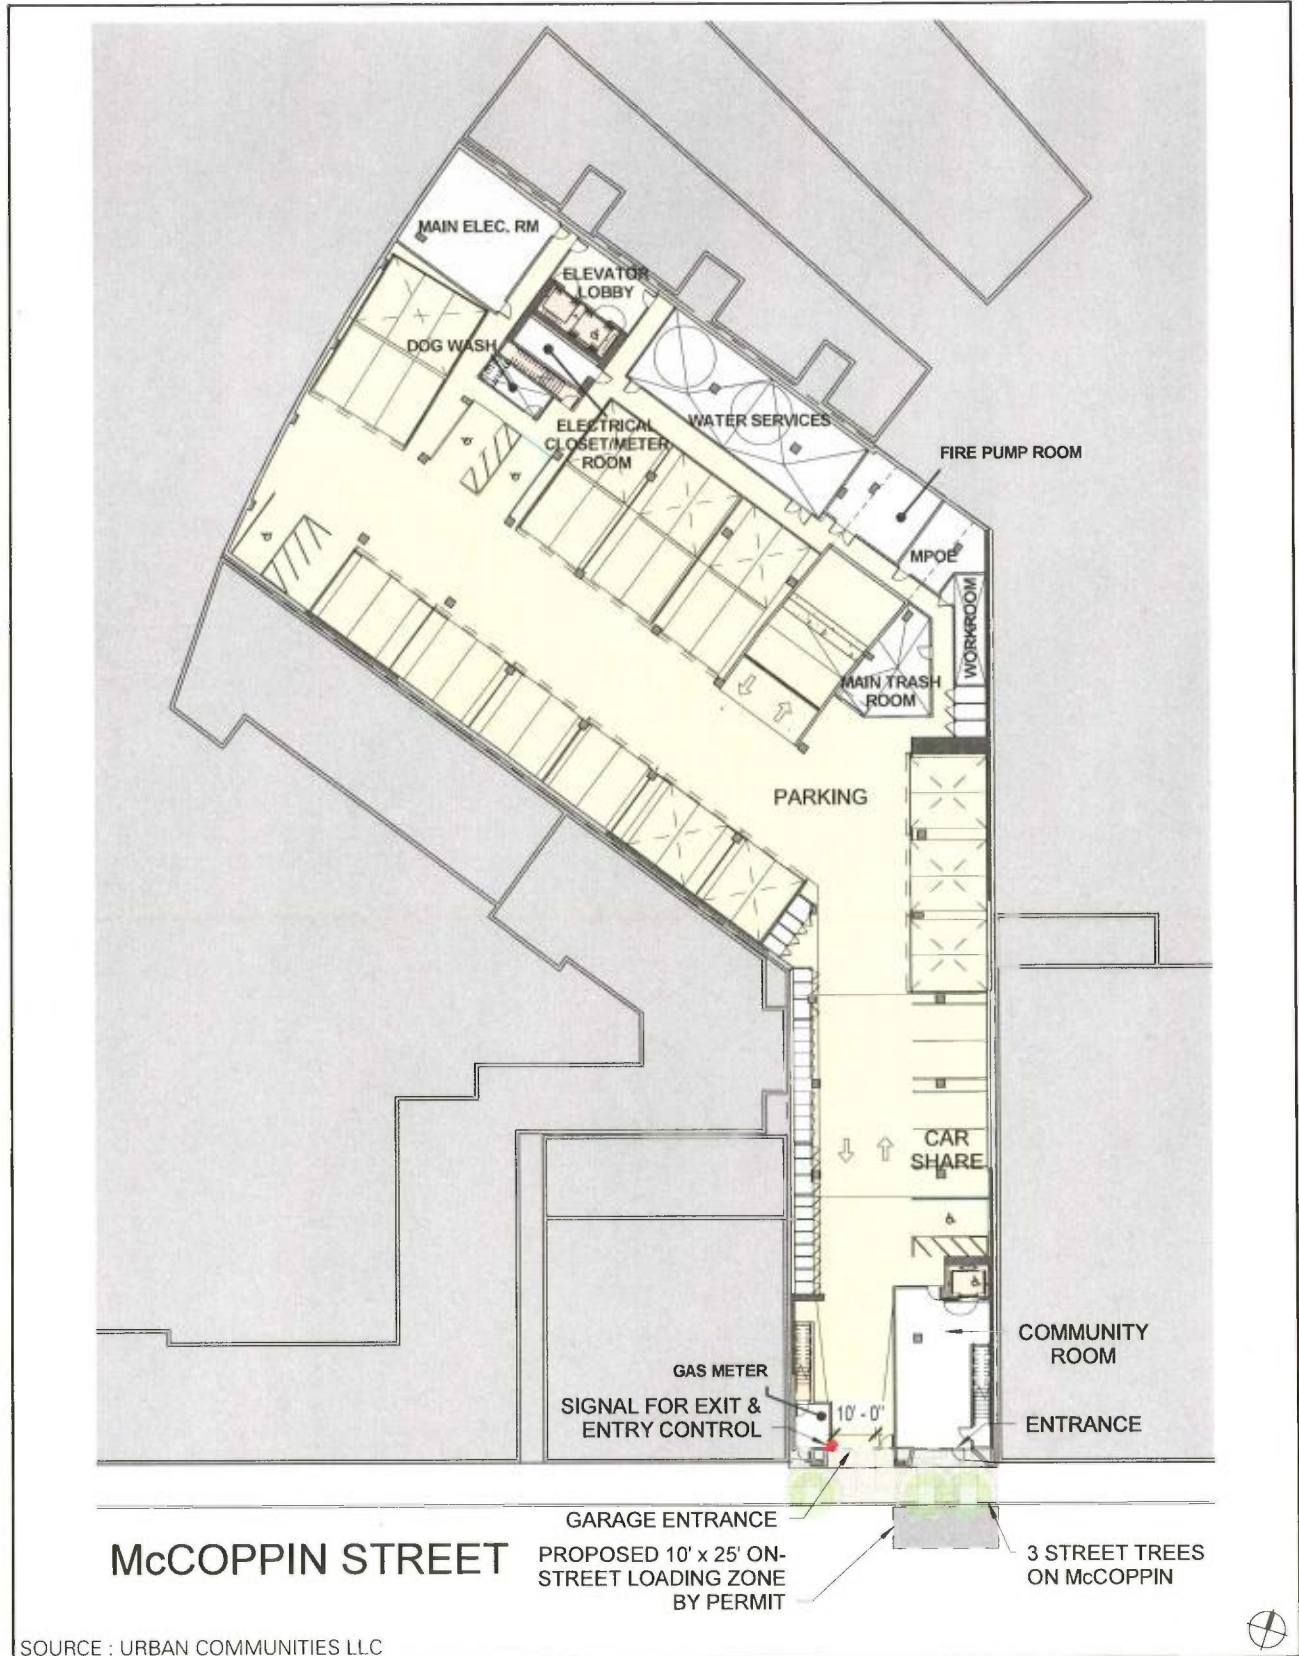 MAIN ELEC. RM
ELEVATOR
LOBBY
DOG WASH
ELECTRICAL
CLOSET/METER
ROOM
WATER SERVICES
FIRE PUMP ROOM
MPOE
WORKROOM
MAIN TRASH
ROOM
PARKING
CAR
SHARE
COMMUNITY
ROOM
GAS METER
SIGNAL FOR EXIT &
ENTRY CONTROL
10' - 0"
ENTRANCE
GARAGE ENTRANCE
McCOPPIN STREET
PROPOSED 10' x 25' ON-
STREET LOADING ZONE
BY PERMIT
3 STREET TREES
ON McCOPPIN
SOURCE : URBAN COMMUNITIES LLC